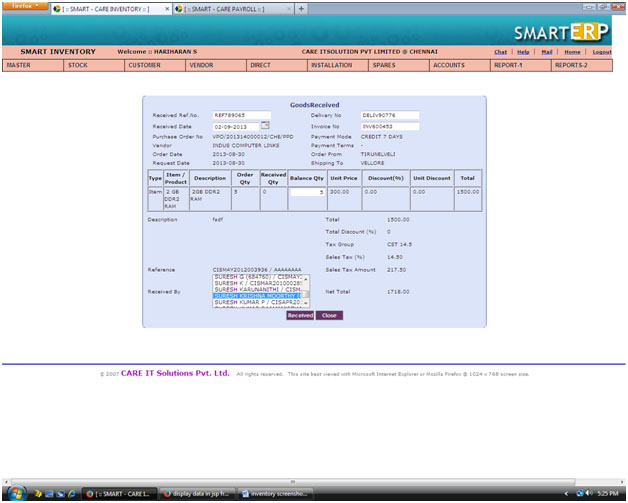 firefox
[ :: SMART - CARE INVENTORY :: ] × [ :: SMART - CARE PAYROLL :: ] × +
SMARTERP
SMART INVENTORY Welcome :: HARIHARAN S CARE ITSOLUTION PVT LIMITED @ CHENNAI Chat | Help | Mail | Home | Logout
MASTER STOCK CUSTOMER VENDOR DIRECT INSTALLATION SPARES ACCOUNTS REPORT-1 REPORTS-2
GoodsReceived
Received Ref.No. REF789065 Delivery No DELIV90776
Received Date 02-09-2013 Invoice No INV600453
Purchase Order No VPO/201314000012/CHE/PPD Payment Mode CREDIT 7 DAYS
Vendor INDUS COMPUTER LINKS Payment Terms -
Order Date 2013-08-30 Order From TIRUNELVELI
Request Date 2013-08-30 Shipping To VELLORE
Type Item / Product Description Order Qty Received Qty Balance Qty Unit Price Discount(%) Unit Discount Total
Item 2 GB DDR2 RAM 2GB DDR2 RAM 5 0 5 300.00 0.00 0.00 1500.00
Description fsdf Total 1500.00
Total Discount (%) 0
Tax Group CST 14.5
Sales Tax (%) 14.50
Reference CISMAY2012003936 / AAAAAAAA Sales Tax Amount 217.50
SURESH G (684760) / CISMAY
SURESH K / CISMAR201000028
SURESH KARUNANITHI / CISM
Received By SURESH KRISHNA MOORTHY Net Total 1718.00
SURESH KUMAR P / CISAPR20
Received Close
© 2007 CARE IT Solutions Pvt. Ltd. All rights reserved. This site best viewed with Microsoft Internet Explorer or Mozilla Firefox @ 1024 x 768 screen size.
[ :: SMART - CARE I... display data in jsp fr... inventory screensho... 5:25 PM